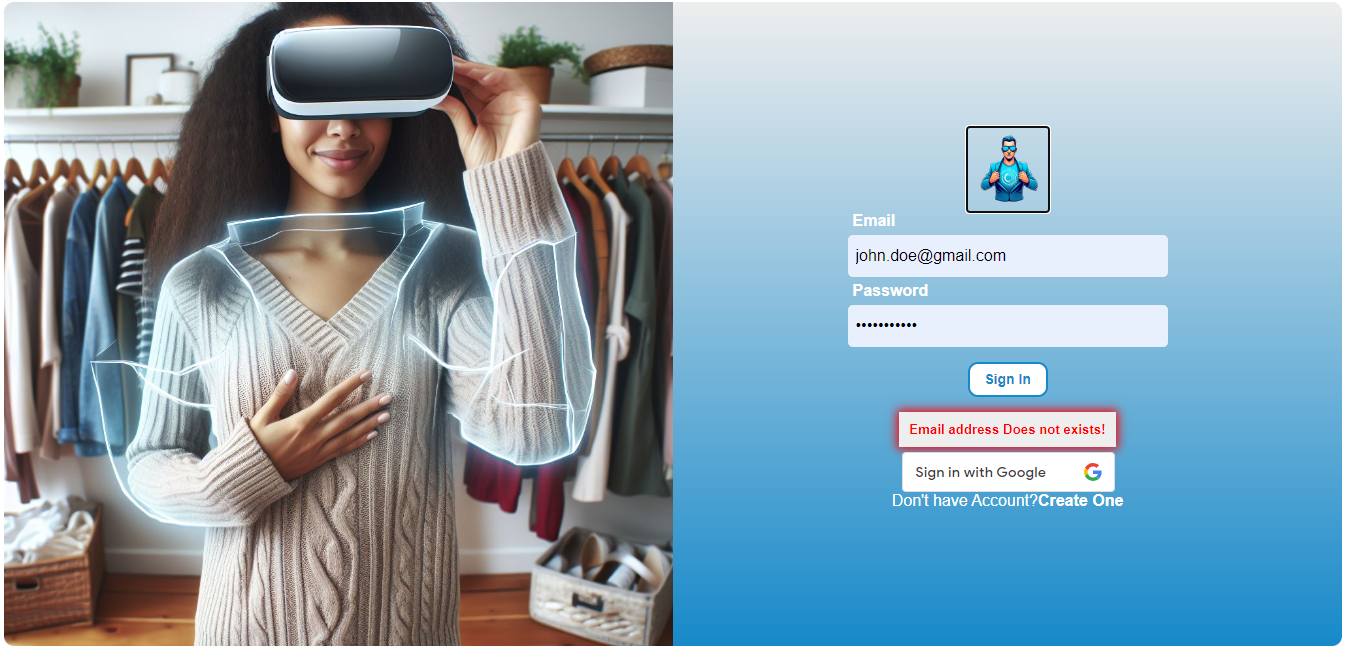 Email
john.doe@gmail.com
Password
•••••••••••
Sign In
Email address Does not exists!
Sign in with Google
Don't have Account?Create One